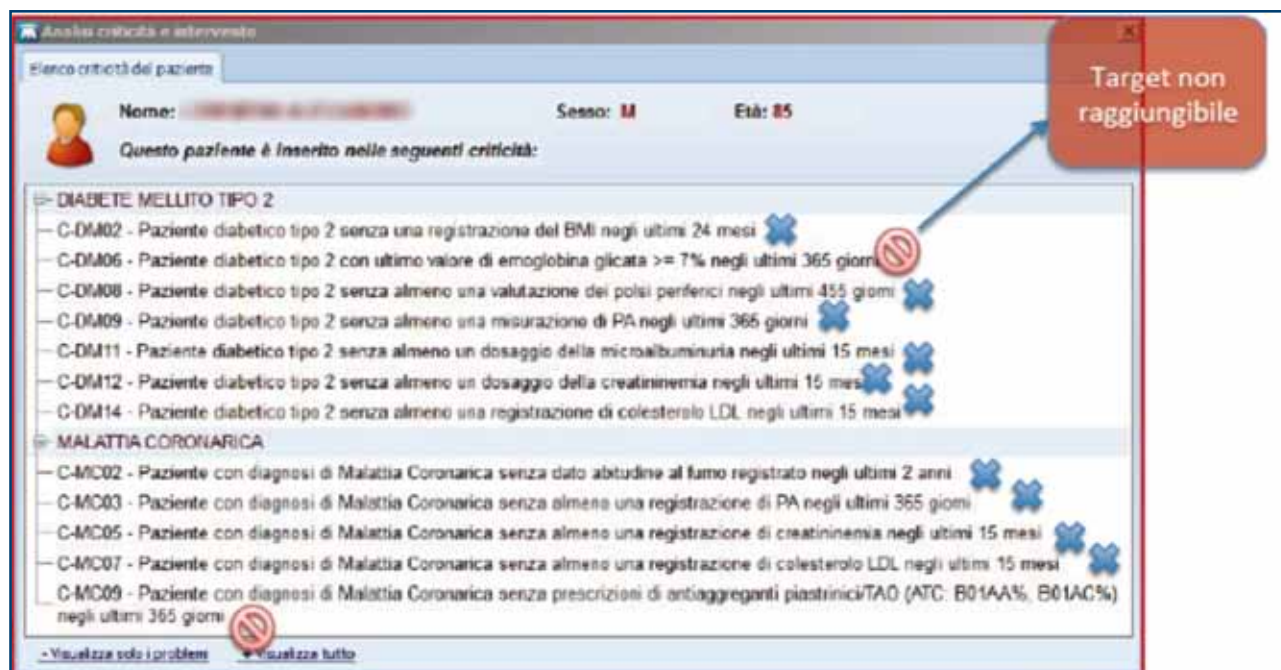 Analisi criticità e intervento
Elenco criticità del paziente
Target non
raggiungibile
Nome:
Sesso: M
Età: 85
Questo paziente è inserito nelle seguenti criticità:
DIABETE MELLITO TIPO 2
C-DM02 - Paziente diabetico tipo 2 senza una registrazione del BMI negli ultimi 24 mesi
C-DM06 - Paziente diabetico tipo 2 con ultimo valore di emoglobina glicata >= 7% negli ultimi 365 giorni
C-DM08 - Paziente diabetico tipo 2 senza almeno una valutazione dei polsi periferici negli ultimi 455 giorni
C-DM09 - Paziente diabetico tipo 2 senza almeno una misurazione di PA negli ultimi 365 giorni
C-DM11 - Paziente diabetico tipo 2 senza almeno un dosaggio della microalbuminuria negli ultimi 15 mesi
C-DM12 - Paziente diabetico tipo 2 senza almeno un dosaggio della creatininemia negli ultimi 15 mesi
C-DM14 - Paziente diabetico tipo 2 senza almeno una registrazione di colesterolo LDL negli ultimi 15 mesi
MALATTIA CORONARICA
C-MC02 - Paziente con diagnosi di Malattia Coronarica senza dato abitudine al fumo registrato negli ultimi 2 anni
C-MC03 - Paziente con diagnosi di Malattia Coronarica senza almeno una registrazione di PA negli ultimi 365 giorni
C-MC05 - Paziente con diagnosi di Malattia Coronarica senza almeno una registrazione di creatininemia negli ultimi 15 mesi
C-MC07 - Paziente con diagnosi di Malattia Coronarica senza almeno una registrazione di colesterolo LDL negli ultimi 15 mesi
C-MC09 - Paziente con diagnosi di Malattia Coronarica senza prescrizioni di antiaggreganti piastrinici/TAO (ATC: B01AA%, B01AC%)
negli ultimi 365 giorni
- Visualizza solo i problemi + Visualizza tutto